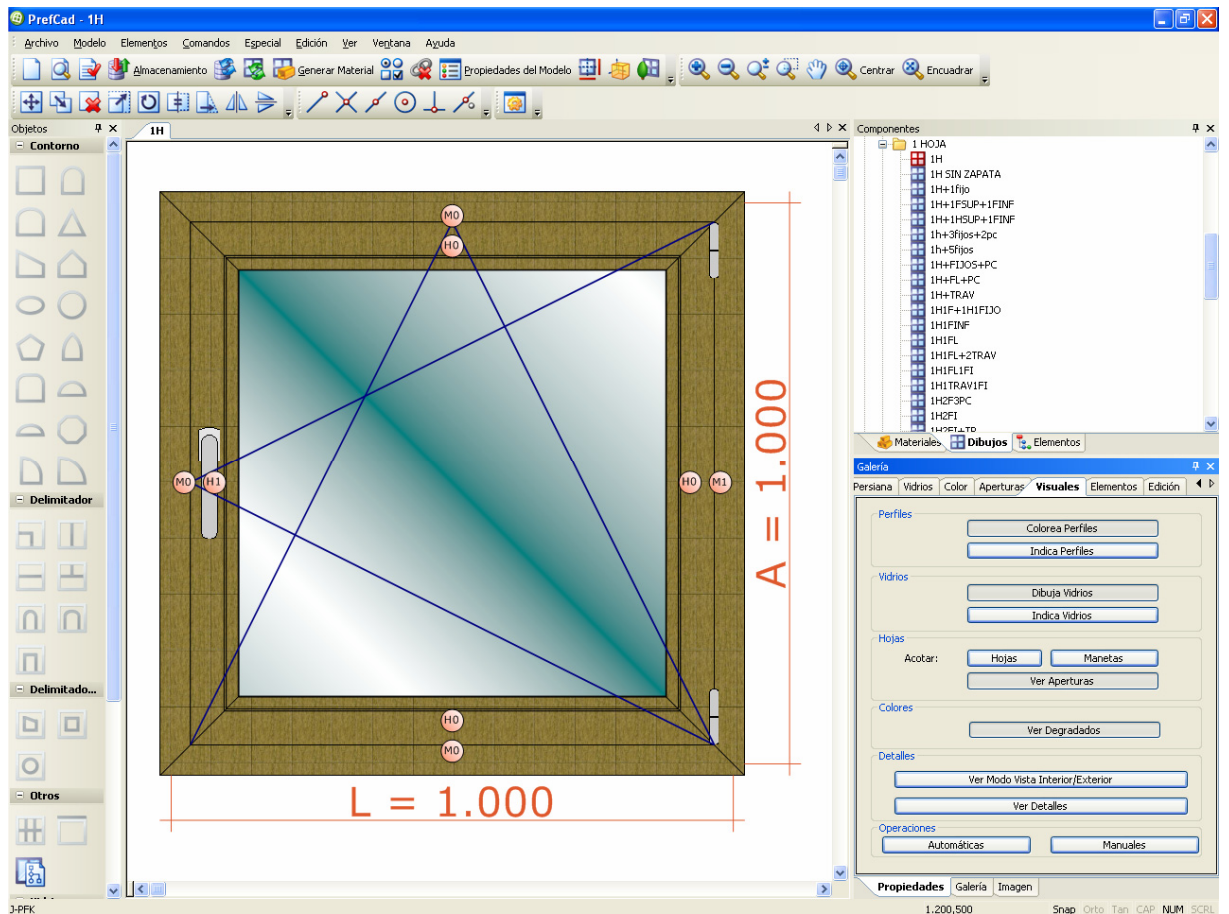 PrefCad - 1H
Archivo Modelo Elementos Comandos Especial Edición Ver Ventana Ayuda
Almacenamiento Generar Material Propiedades del Modelo Centrar Encuadrar
Objetos
Contorno
Delimitador
Delimitado...
Otros
1H
M0
H0
M0 H1 H0 M1
H0
M0
A = 1.000
L = 1.000
Componentes
1 HOJA
1H
1H SIN ZAPATA
1H+1fijo
1H+1FSUP+1FINF
1H+1HSUP+1FINF
1h+3fijos+2pc
1h+5fijos
1H+FIJOS+PC
1H+FL+PC
1H+TRAV
1H1F+1H1FIJO
1H1FINF
1H1FL
1H1FL+2TRAV
1H1FL1FI
1H1TRAV1FI
1H2F3PC
1H2FI
1H2FI+TP
Materiales Dibujos Elementos
Galería
Persiana Vidrios Color Aperturas Visuales Elementos Edición
Perfiles
Colorea Perfiles
Indica Perfiles
Vidrios
Dibuja Vidrios
Indica Vidrios
Hojas
Acotar: Hojas Manetas
Ver Aperturas
Colores
Ver Degradados
Detalles
Ver Modo Vista Interior/Exterior
Ver Detalles
Operaciones
Automáticas Manuales
Propiedades Galería Imagen
J-PFK 1.200,500 Snap Orto Tan CAP NUM SCRL